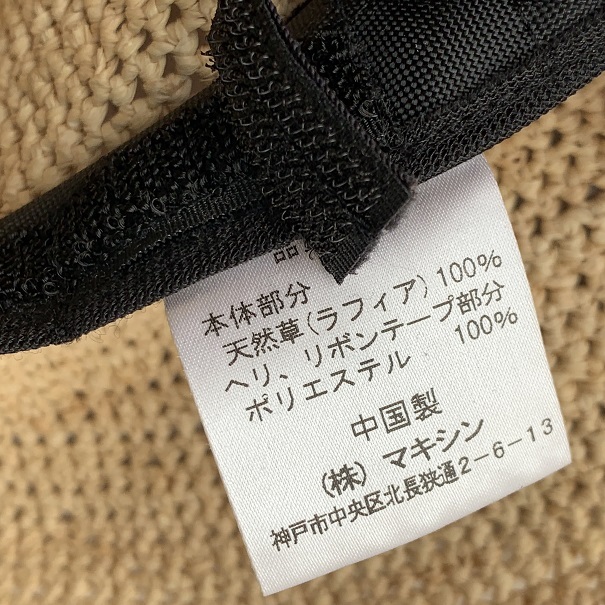 品
本体部分
天然草(ラフィア)100%
ヘリ、リボンテープ部分
ポリエステル 100%
中国製
(株) マキシン
神戸市中央区北長狭通2-6-13